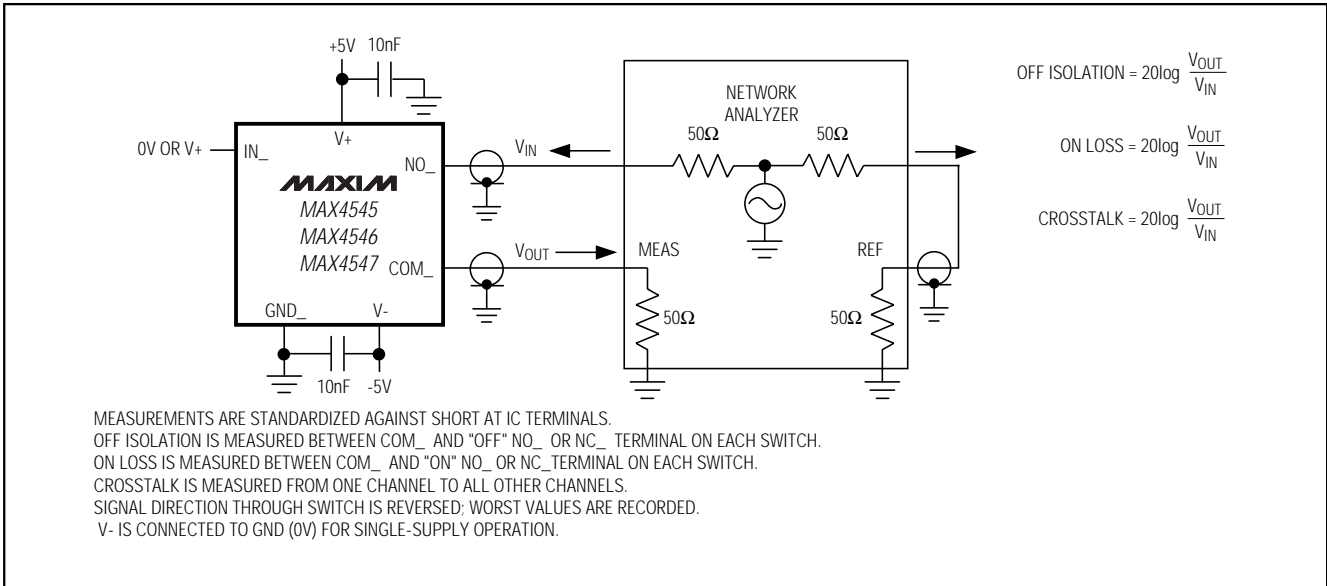 +5V 10nF
V+
0V OR V+
IN_
NO_
MAXIM
MAX4545
MAX4546
MAX4547
COM_
GND_ V-
10nF -5V
VIN
VOUT
NETWORK
ANALYZER
50Ω 50Ω
MEAS REF
50Ω 50Ω
OFF ISOLATION = 20log VOUT
VIN
ON LOSS = 20log VOUT
VIN
CROSSTALK = 20log VOUT
VIN
MEASUREMENTS ARE STANDARDIZED AGAINST SHORT AT IC TERMINALS.
OFF ISOLATION IS MEASURED BETWEEN COM_ AND "OFF" NO_ OR NC_ TERMINAL ON EACH SWITCH.
ON LOSS IS MEASURED BETWEEN COM_ AND "ON" NO_ OR NC_TERMINAL ON EACH SWITCH.
CROSSTALK IS MEASURED FROM ONE CHANNEL TO ALL OTHER CHANNELS.
SIGNAL DIRECTION THROUGH SWITCH IS REVERSED; WORST VALUES ARE RECORDED.
V- IS CONNECTED TO GND (0V) FOR SINGLE-SUPPLY OPERATION.